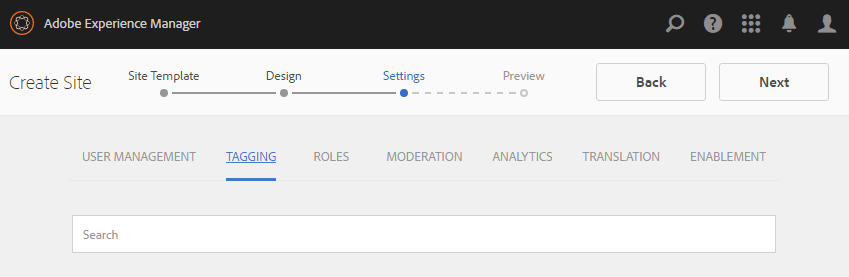 Adobe Experience Manager
Create Site Site Template Design Settings Preview Back Next
USER MANAGEMENT TAGGING ROLES MODERATION ANALYTICS TRANSLATION ENABLEMENT
Search